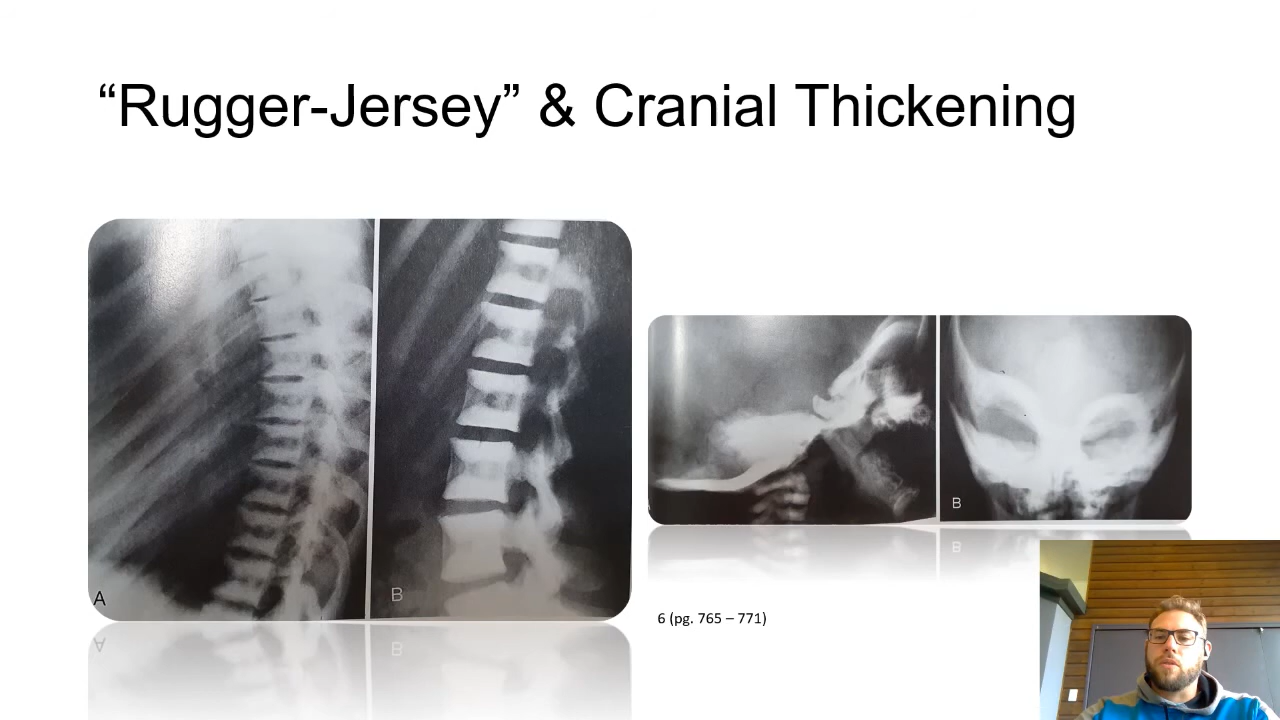 “Rugger-Jersey” & Cranial Thickening
A
B
B
6 (pg. 765 – 771)